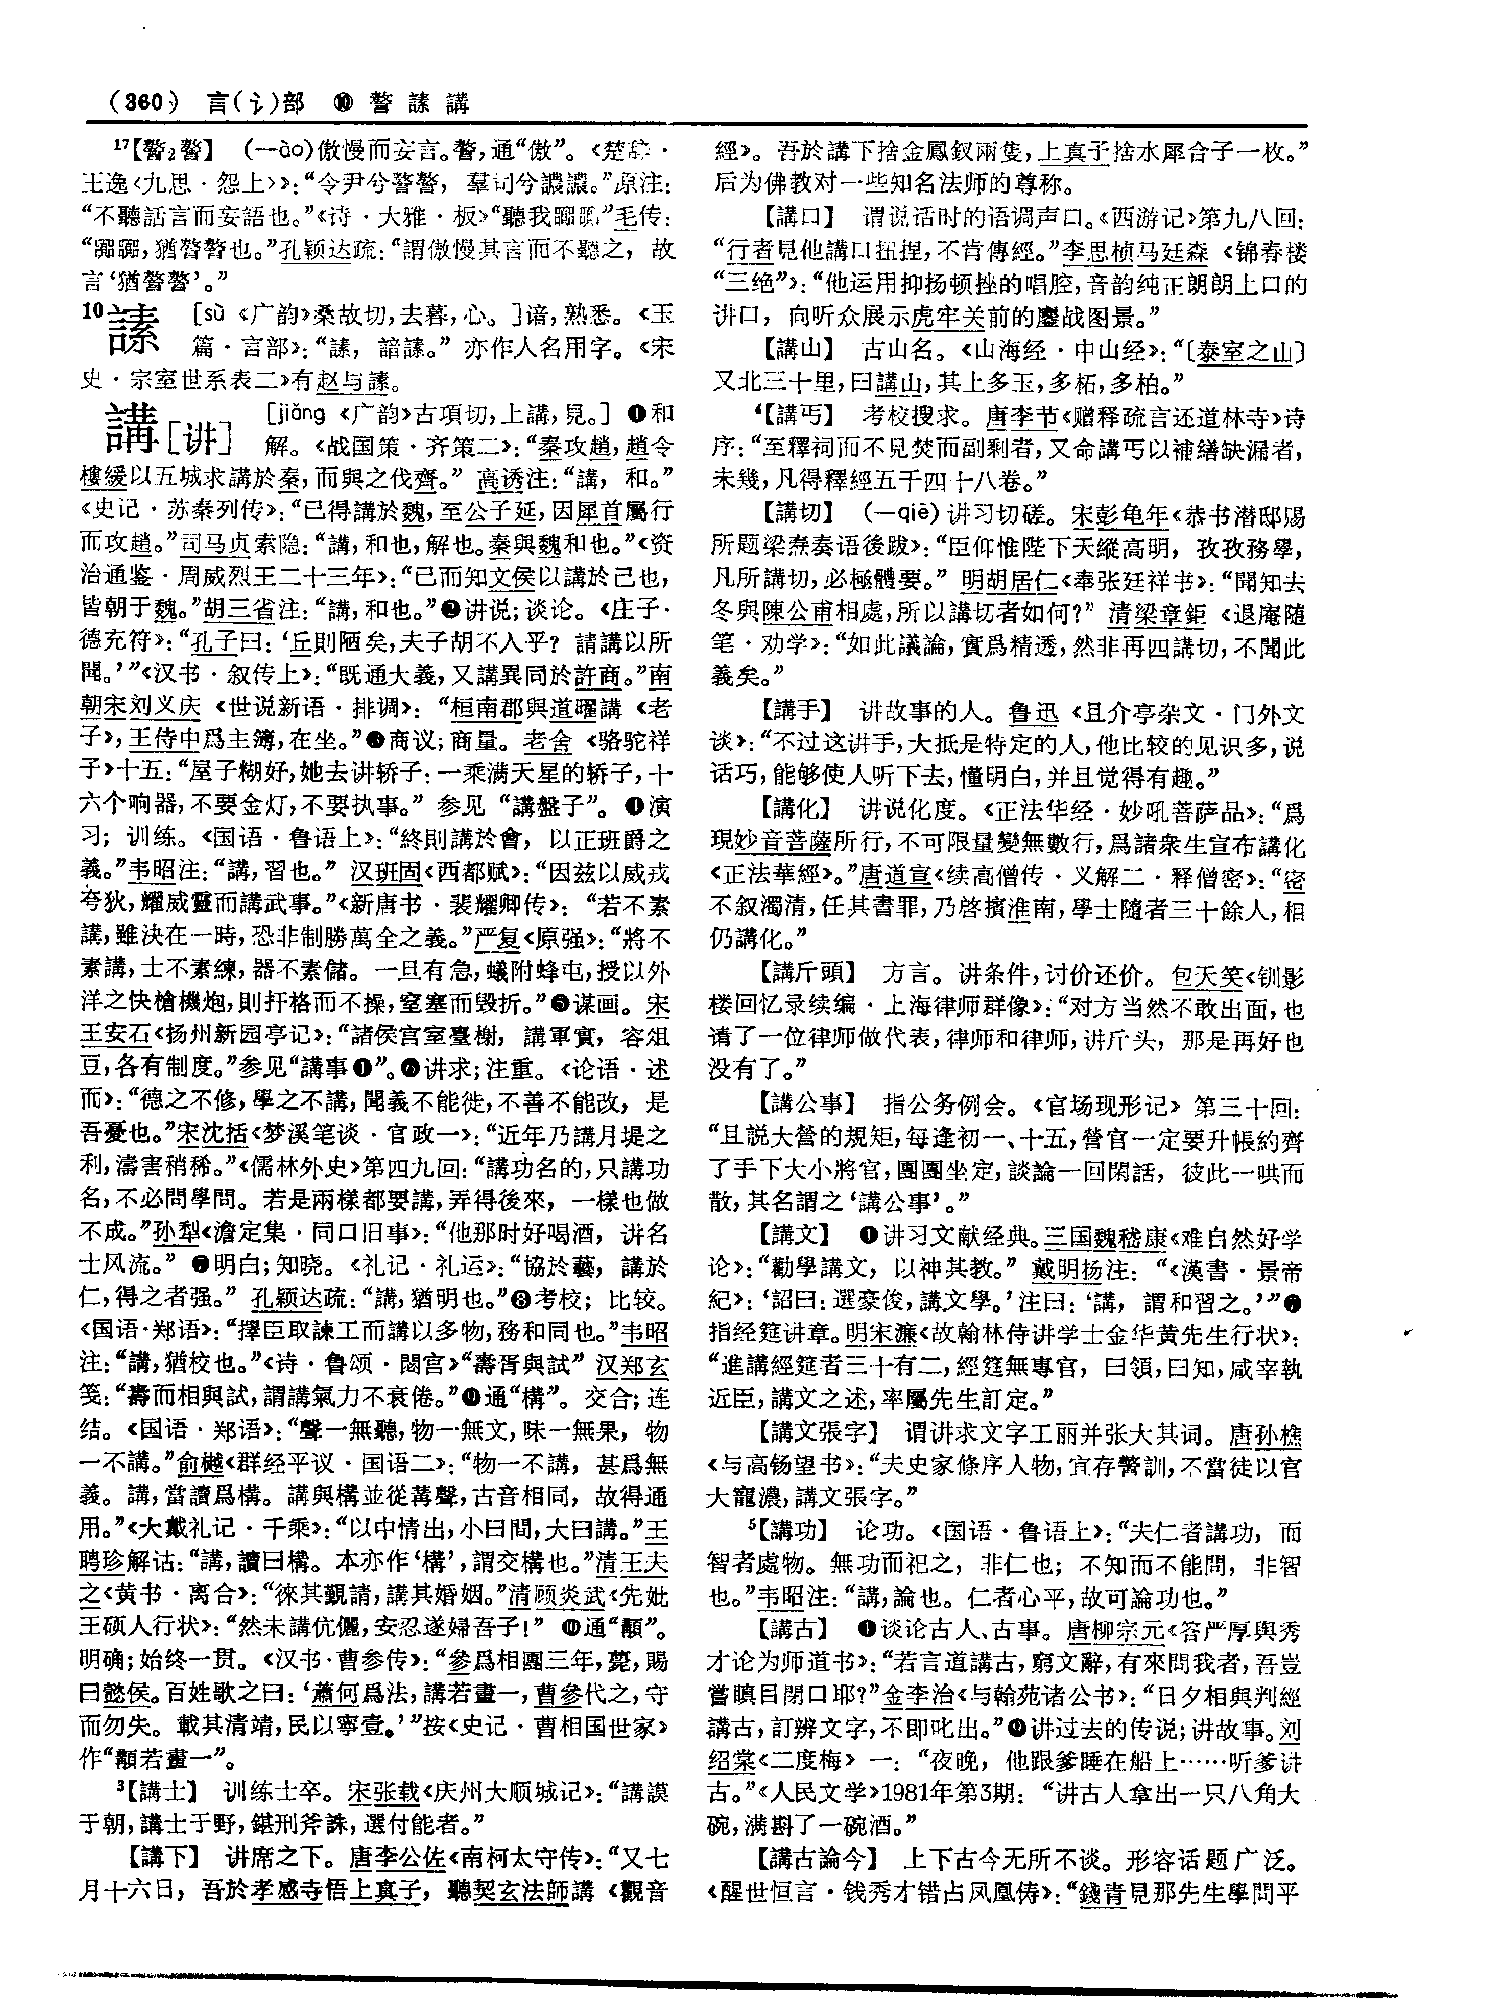 (360) 言(讠)部 ❿ 謷 諘 講
17【謷2謷】 (—ào)傲慢而妄言。謷,通“傲”。《楚辞·
王逸〈九思·怨上〉》:“令尹兮謷謷, 羣司兮譨譨。”原注:
“不聽話言而妄語也。”《诗·大雅·板》“聽我嚻嚻”毛传:
“嚻嚻,猶謷謷也。”孔颖达疏:“謂傲慢其言而不聽之, 故
言‘猶謷謷’。”
10 愫 [sù 《广韵》桑故切,去暮,心。]谙,熟悉。《玉
篇·言部》:“, 諳。” 亦作人名用字。《宋
史·宗室世系表二》有赵与。
講[讲] [jiǎng 《广韵》古項切,上講,見。] ❶和
解。《战国策·齐策二》:“秦攻趙,趙令
樓緩以五城求講於秦,而與之伐齊。” 高诱注:“講, 和。”
《史记·苏秦列传》:“已得講於魏,至公子延,因犀首屬行
而攻趙。”司马贞索隐:“講,和也,解也。秦與魏和也。”《资
治通鉴·周威烈王二十三年》:“已而知文侯以講於己也,
皆朝于魏。”胡三省注:“講,和也。”❷讲说;谈论。《庄子·
德充符》:“孔子曰:‘丘則陋矣,夫子胡不入乎? 請講以所
聞。’”《汉书·叙传上》:“既通大義,又講異同於許商。”南
朝宋刘义庆《世说新语·排调》: “桓南郡與道曜講《老
子》,王侍中爲主簿,在坐。”❸商议;商量。 老舍《骆驼祥
子》十五:“屋子糊好,她去讲轿子:一乘满天星的轿子,十
六个响器,不要金灯,不要执事。” 参见“講盤子”。 ❹演
习; 训练。《国语·鲁语上》:“終則講於會, 以正班爵之
義。”韦昭注:“講,習也。” 汉班固《西都赋》:“因兹以威戎
夸狄,耀威靈而講武事。”《新唐书·裴耀卿传》: “若不素
講,雖決在一時,恐非制勝萬全之義。”严复《原强》:“將不
素講,士不素練,器不素儲。 一旦有急,蟻附蜂屯,授以外
洋之快槍機炮,則扞格而不操,窒塞而毀折。”❺谋画。 宋
王安石《扬州新园亭记》:“諸侯宫室臺榭, 講軍實, 容俎
豆,各有制度。”参见“講事❶”。❻讲求;注重。《论语·述
而》:“德之不修,學之不講,聞義不能徙,不善不能改, 是
吾憂也。”宋沈括《梦溪笔谈·官政一》:“近年乃講月堤之
利,濤害稍稀。”《儒林外史》第四九回:“講功名的,只講功
名,不必問學問。 若是兩樣都要講,弄得後來, 一樣也做
不成。”孙犁《澹定集·同口旧事》:“他那时好喝酒, 讲名
士风流。” ❼明白;知晓。《礼记·礼运》:“協於藝, 講於
仁,得之者强。” 孔颖达疏:“講,猶明也。”❽考校; 比较。
《国语·郑语》:“擇臣取諫工而講以多物,務和同也。”韦昭
注:“講,猶校也。”《诗·鲁颂·閟宫》“壽胥與試” 汉郑玄
笺:“壽而相與試,謂講氣力不衰倦。”❾通“構”。 交合;连
结。《国语·郑语》:“聲一無聽,物一無文,味一無果, 物
一不講。”俞樾《群经平议·国语二》:“物一不講, 甚爲無
義。 講,當讀爲構。 講與構並從冓聲,古音相同, 故得通
用。”《大戴礼记·千乘》:“以中情出,小曰間,大曰講。”王
聘珍解诂:“講,讀曰構。 本亦作‘構’,謂交構也。”清王夫
之《黄书·离合》:“徠其覲請,講其婚姻。”清顾炎武《先妣
王硕人行状》:“然未講伉儷,安忍遂婦吾子!” ❿通“顜”。
明确;始终一贯。《汉书·曹参传》:“參爲相國三年,薨,賜
曰懿侯。百姓歌之曰:‘蕭何爲法,講若畫一,曹參代之,守
而勿失。 載其清靖,民以寧壹。’”按《史记·曹相国世家》
作“顜若畫一”。
3【講士】 训练士卒。 宋张载《庆州大顺城记》:“講謨
于朝,講士于野,鍖刑斧誅,選付能者。”
【講下】 讲席之下。 唐李公佐《南柯太守传》:“又七
月十六日, 吾於孝感寺悟上真子, 聽契玄法師講《觀音
經》。 吾於講下捨金鳳釵兩隻,上真子捨水犀合子一枚。”
后为佛教对一些知名法师的尊称。
【講口】 谓说话时的语调声口。《西游记》第九八回:
“行者見他講口扭捏,不肯傳經。”李思桢马廷森《锦春楼
“三绝”》:“他运用抑扬顿挫的唱腔,音韵纯正朗朗上口的
讲口, 向听众展示虎牢关前的鏖战图景。”
【講山】 古山名。《山海经·中山经》:“〔泰室之山〕
又北三十里,曰講山,其上多玉,多柘,多柏。”
4【講丐】 考校搜求。 唐李节《赠释疏言还道林寺》诗
序:“至釋祠而不見焚而副剩者,又命講丐以補繕缺漏者,
未幾,凡得釋經五千四十八卷。”
【講切】 (—qiē)讲习切磋。 宋彭龟年《恭书潜邸賜
所题梁焘奏语後跋》:“臣仰惟陛下天縱高明, 孜孜務學,
凡所講切,必極體要。” 明胡居仁《奉张廷祥书》:“聞知去
冬與陳公甫相處,所以講切者如何?” 清梁章鉅《退庵随
笔·劝学》:“如此議論,實爲精透,然非再四講切,不聞此
義矣。”
【講手】 讲故事的人。 鲁迅《且介亭杂文·门外文
谈》:“不过这讲手,大抵是特定的人,他比较的见识多,说
话巧,能够使人听下去,懂明白,并且觉得有趣。”
【講化】 讲说化度。《正法华经·妙吼菩萨品》:“爲
現妙音菩薩所行,不可限量變無數行,爲諸衆生宣布講化
《正法華經》。”唐道宣《续高僧传·义解二·释僧密》:“密
不叙濁清,任其書罪,乃啓擯淮南,學士隨者三十餘人,相
仍講化。”
【講斤頭】 方言。 讲条件,讨价还价。 包天笑《钏影
楼回忆录续编·上海律师群像》:“对方当然不敢出面,也
请了一位律师做代表,律师和律师,讲斤头, 那是再好也
没有了。”
【講公事】 指公务例会。《官场现形记》第三十回:
“且説大營的規矩,每逢初一、十五,營官一定要升帳約齊
了手下大小將官,團團坐定,談論一回閑話, 彼此一哄而
散,其名謂之‘講公事’。”
【講文】 ❶讲习文献经典。三国魏嵇康《难自然好学
论》:“勸學講文, 以神其教。” 戴明扬注: “《漢書·景帝
紀》:‘詔曰:選豪俊,講文學。’注曰:‘講, 謂和習之。’”❷
指经筵讲章。明宋濂《故翰林侍讲学士金华黄先生行状》:
“進講經筵者三十有二,經筵無專官, 曰領,曰知,咸宰執
近臣,講文之述,率屬先生訂定。”
【講文張字】 谓讲求文字工丽并张大其词。 唐孙樵
《与高锡望书》:“夫史家條序人物,宜存警訓,不當徒以官
大寵濃,講文張字。”
5【講功】 论功。《国语·鲁语上》:“夫仁者講功, 而
智者處物。 無功而祀之, 非仁也; 不知而不能問, 非智
也。”韦昭注:“講,論也。 仁者心平,故可論功也。”
【講古】 ❶谈论古人、古事。 唐柳宗元《答严厚舆秀
才论为师道书》:“若言道講古,窮文辭,有來問我者,吾豈
嘗瞋目閉口耶?”金李治《与翰苑诸公书》:“日夕相與判經
講古,訂辨文字,不即叱出。”❷讲过去的传说;讲故事。刘
绍棠《二度梅》一: “夜晚, 他跟爹睡在船上……听爹讲
古。”《人民文学》1981年第3期: “讲古人拿出一只八角大
碗,满斟了一碗酒。”
【講古論今】 上下古今无所不谈。 形容话题广泛。
《醒世恒言·钱秀才错占凤凰俦》:“錢青見那先生學問平